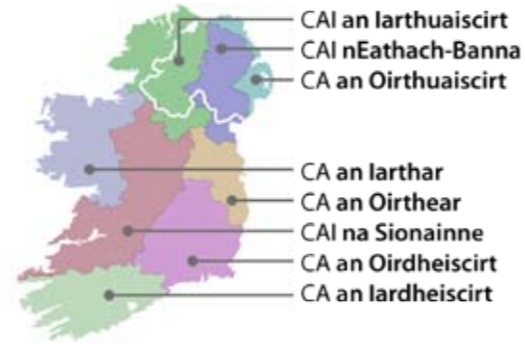 CAI an Iarthuaiscirt
CAI nEathach-Banna
CA an Oirthuaiscirt
CA an Iarthar
CA an Oirthear
CAI na Sionainne
CA an Oirdheiscirt
CA an Iardheiscirt